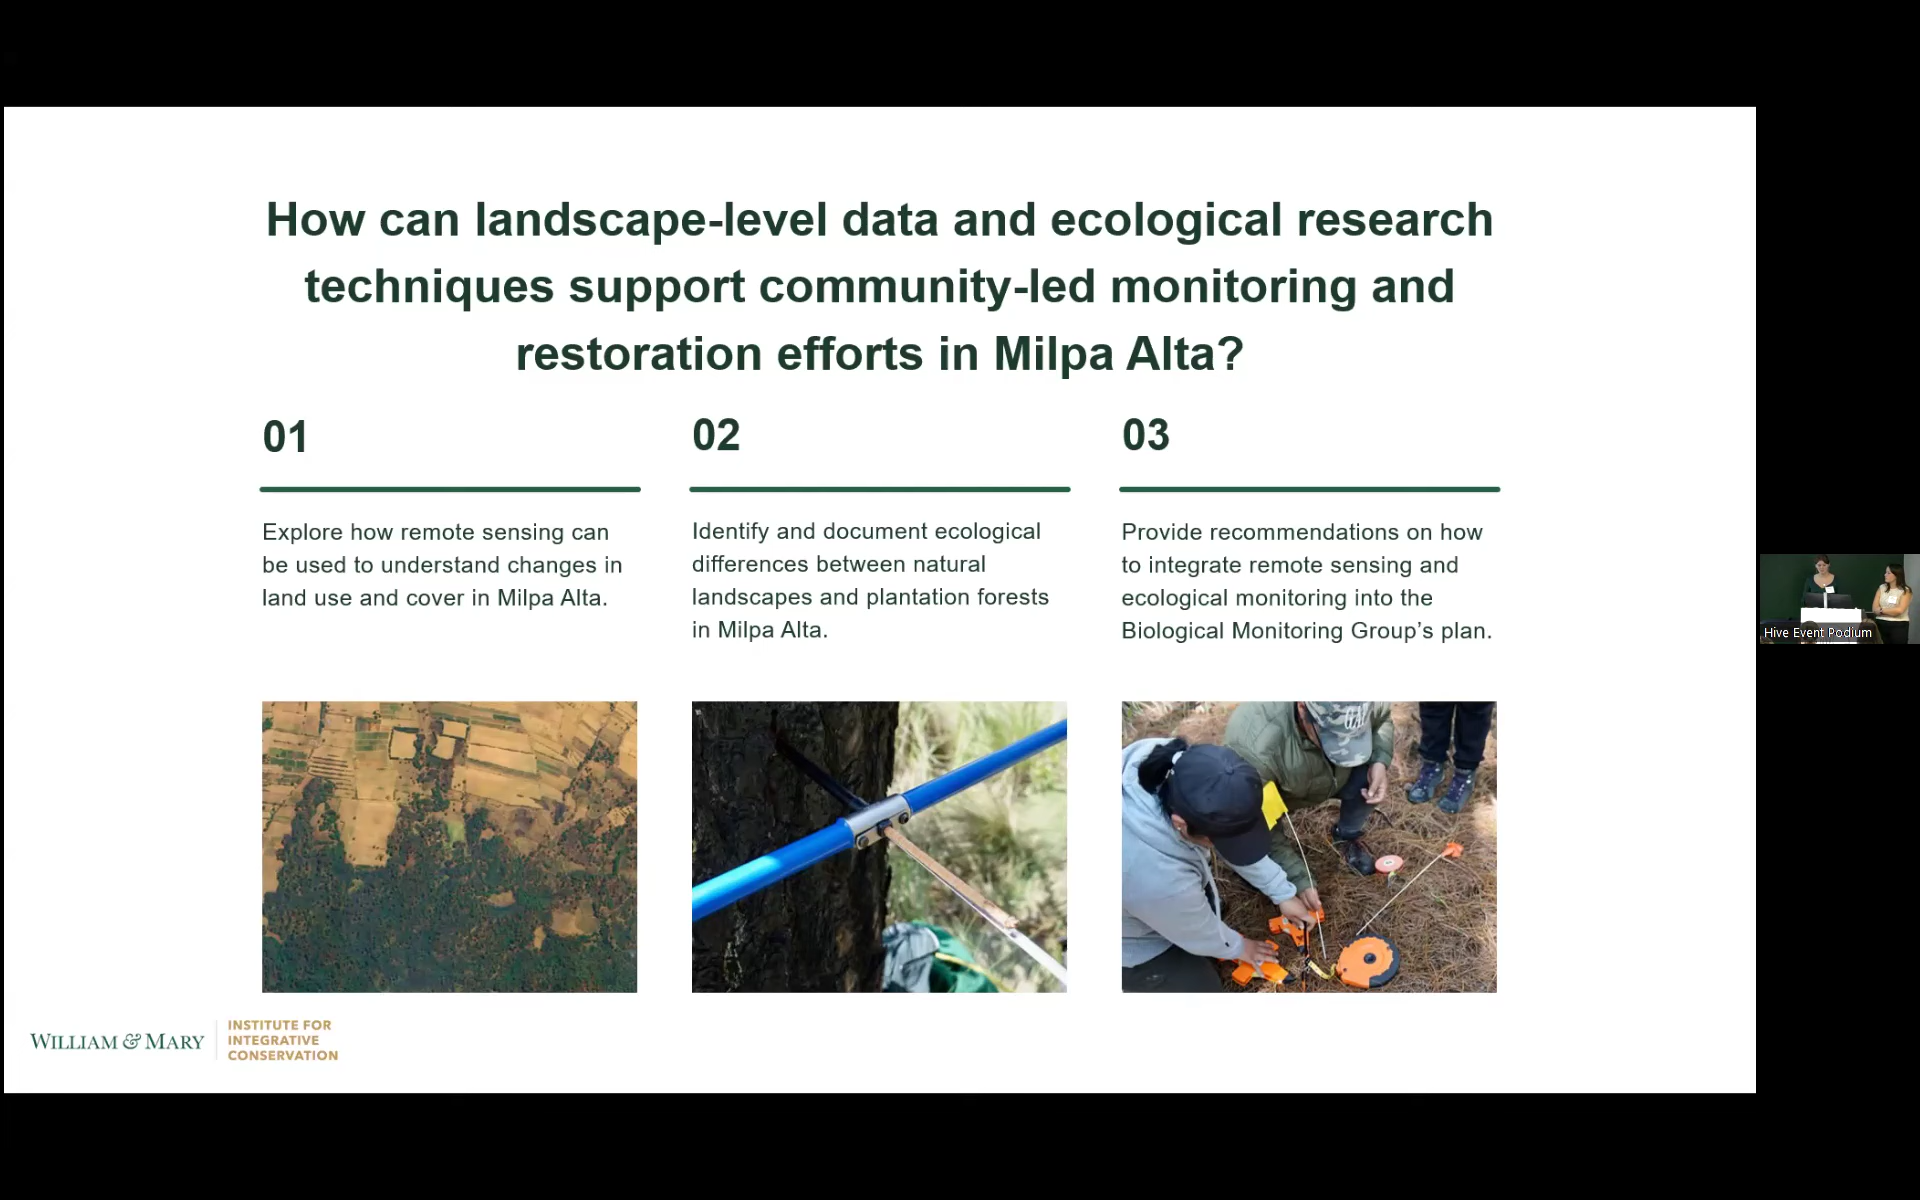 How can landscape-level data and ecological research
techniques support community-led monitoring and
restoration efforts in Milpa Alta?
01
Explore how remote sensing can
be used to understand changes in
land use and cover in Milpa Alta.
02
Identify and document ecological
differences between natural
landscapes and plantation forests
in Milpa Alta.
03
Provide recommendations on how
to integrate remote sensing and
ecological monitoring into the
Biological Monitoring Group’s plan.
WILLIAM & MARY
INSTITUTE FOR
INTEGRATIVE
CONSERVATION
Hive Event Podium